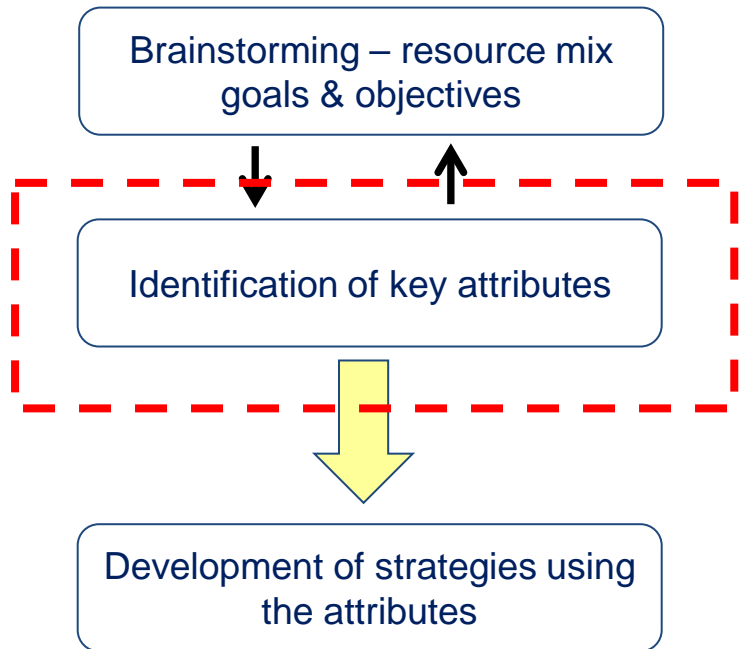 Brainstorming – resource mix
goals & objectives
Identification of key attributes
Development of strategies using
the attributes